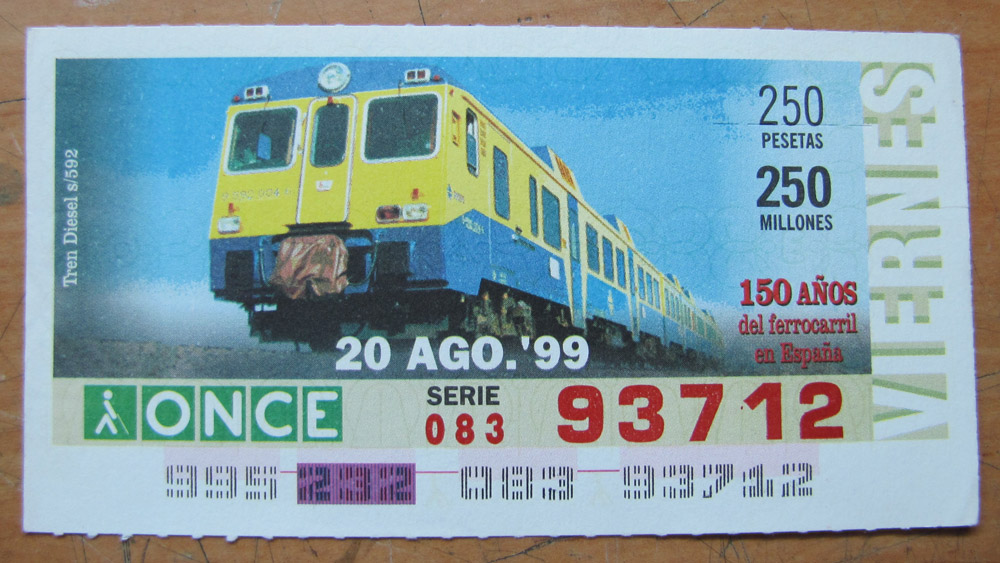 Tren Diesel s/592
250
PESETAS
250
MILLONES
150 AÑOS
del ferrocarril
en España
VIERNES
20 AGO.'99
ONCE
SERIE
083
93712
995 232 083 93712